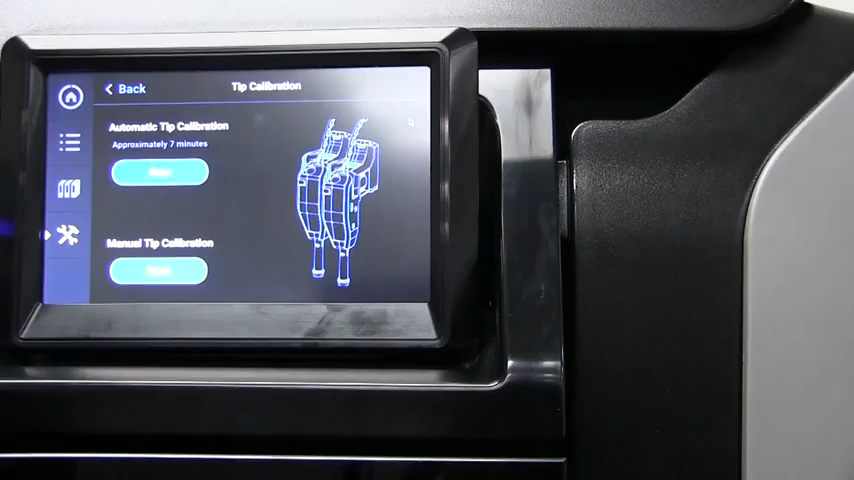 Back
Tip Calibration
Automatic Tip Calibration
Approximately 7 minutes
Manual Tip Calibration